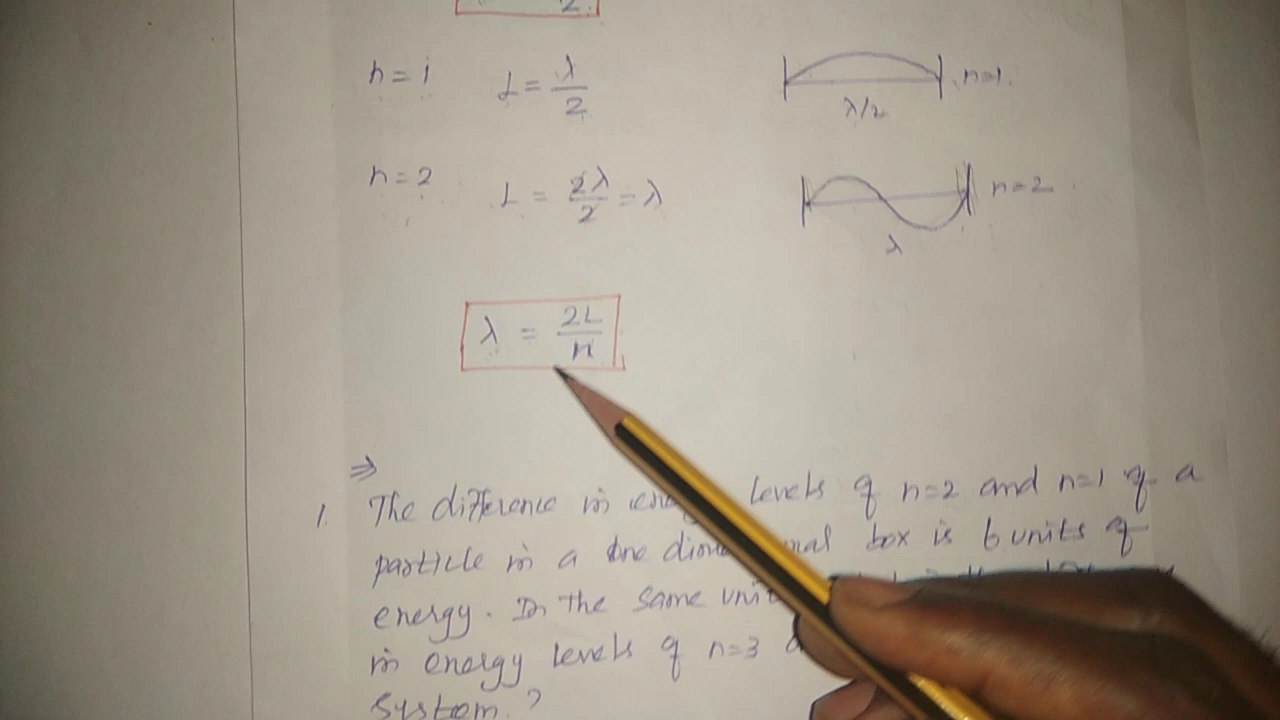 2
n = 1 L = λ/2 n=1.
λ/2
n = 2 L = 2λ/2 = λ n=2
λ
λ = 2L/n
⇒
1. The difference in levels of n=2 and n=1 of a
particle in a one box is 6 units of
energy. In the same
in energy levels of n=3
system.?